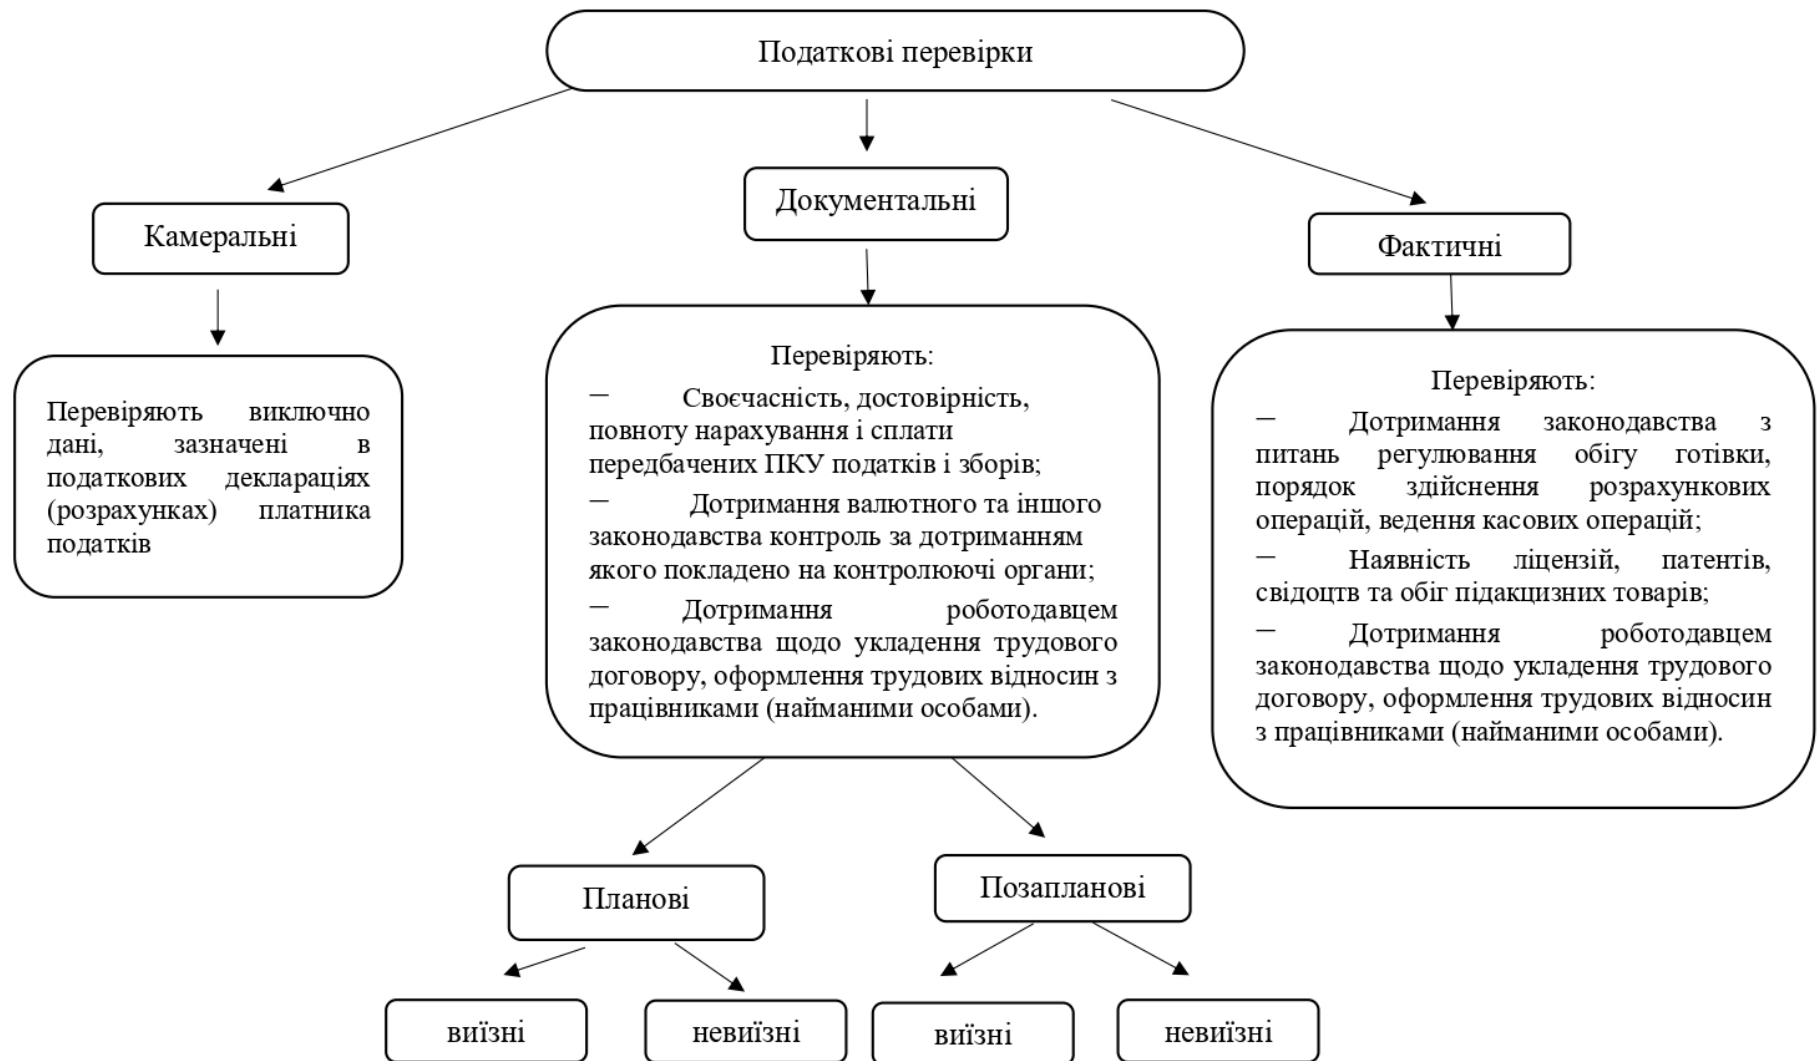 Податкові перевірки
Камеральні
Документальні
Фактичні
Перевіряють виключно
дані, зазначені в
податкових деклараціях
(розрахунках) платника
податків
Перевіряють:
— Своєчасність, достовірність,
повноту нарахування і сплати
передбачених ПКУ податків і зборів;
— Дотримання валютного та іншого
законодавства контроль за дотриманням
якого покладено на контролюючі органи;
— Дотримання роботодавцем
законодавства щодо укладення трудового
договору, оформлення трудових відносин з
працівниками (найманими особами).
Перевіряють:
— Дотримання законодавства з
питань регулювання обігу готівки,
порядок здійснення розрахункових
операцій, ведення касових операцій;
— Наявність ліцензій, патентів,
свідоцтв та обіг підакцизних товарів;
— Дотримання роботодавцем
законодавства щодо укладення трудового
договору, оформлення трудових відносин
з працівниками (найманими особами).
Планові
Позапланові
виїзні
невиїзні
виїзні
невиїзні